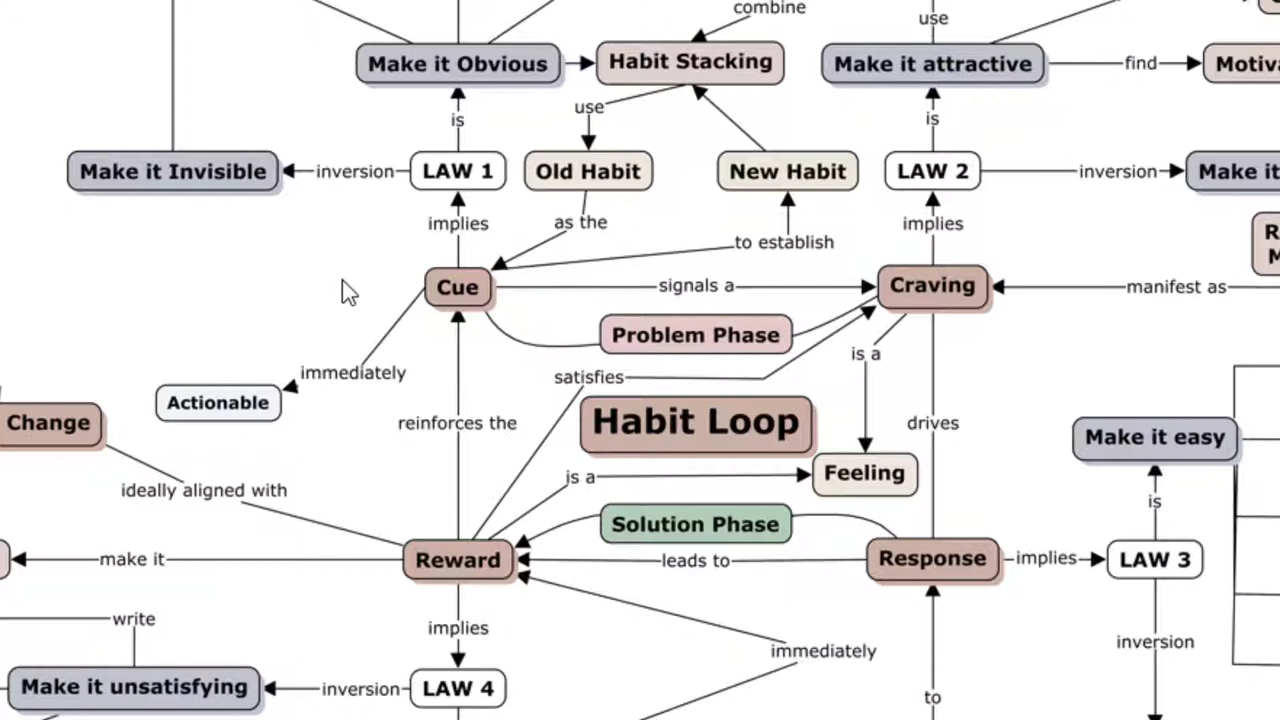 combine
use
Make it Obvious
Habit Stacking
Make it attractive
find
use
is
is
Make it Invisible
inversion
LAW 1
Old Habit
New Habit
LAW 2
inversion
Make it
implies
as the
to establish
implies
Cue
signals a
Craving
manifest as
Problem Phase
is a
immediately
satisfies
Actionable
Change
reinforces the
Habit Loop
drives
Make it easy
is a
Feeling
ideally aligned with
is
Solution Phase
make it
Reward
leads to
Response
implies
LAW 3
write
implies
immediately
inversion
Make it unsatisfying
inversion
LAW 4
to